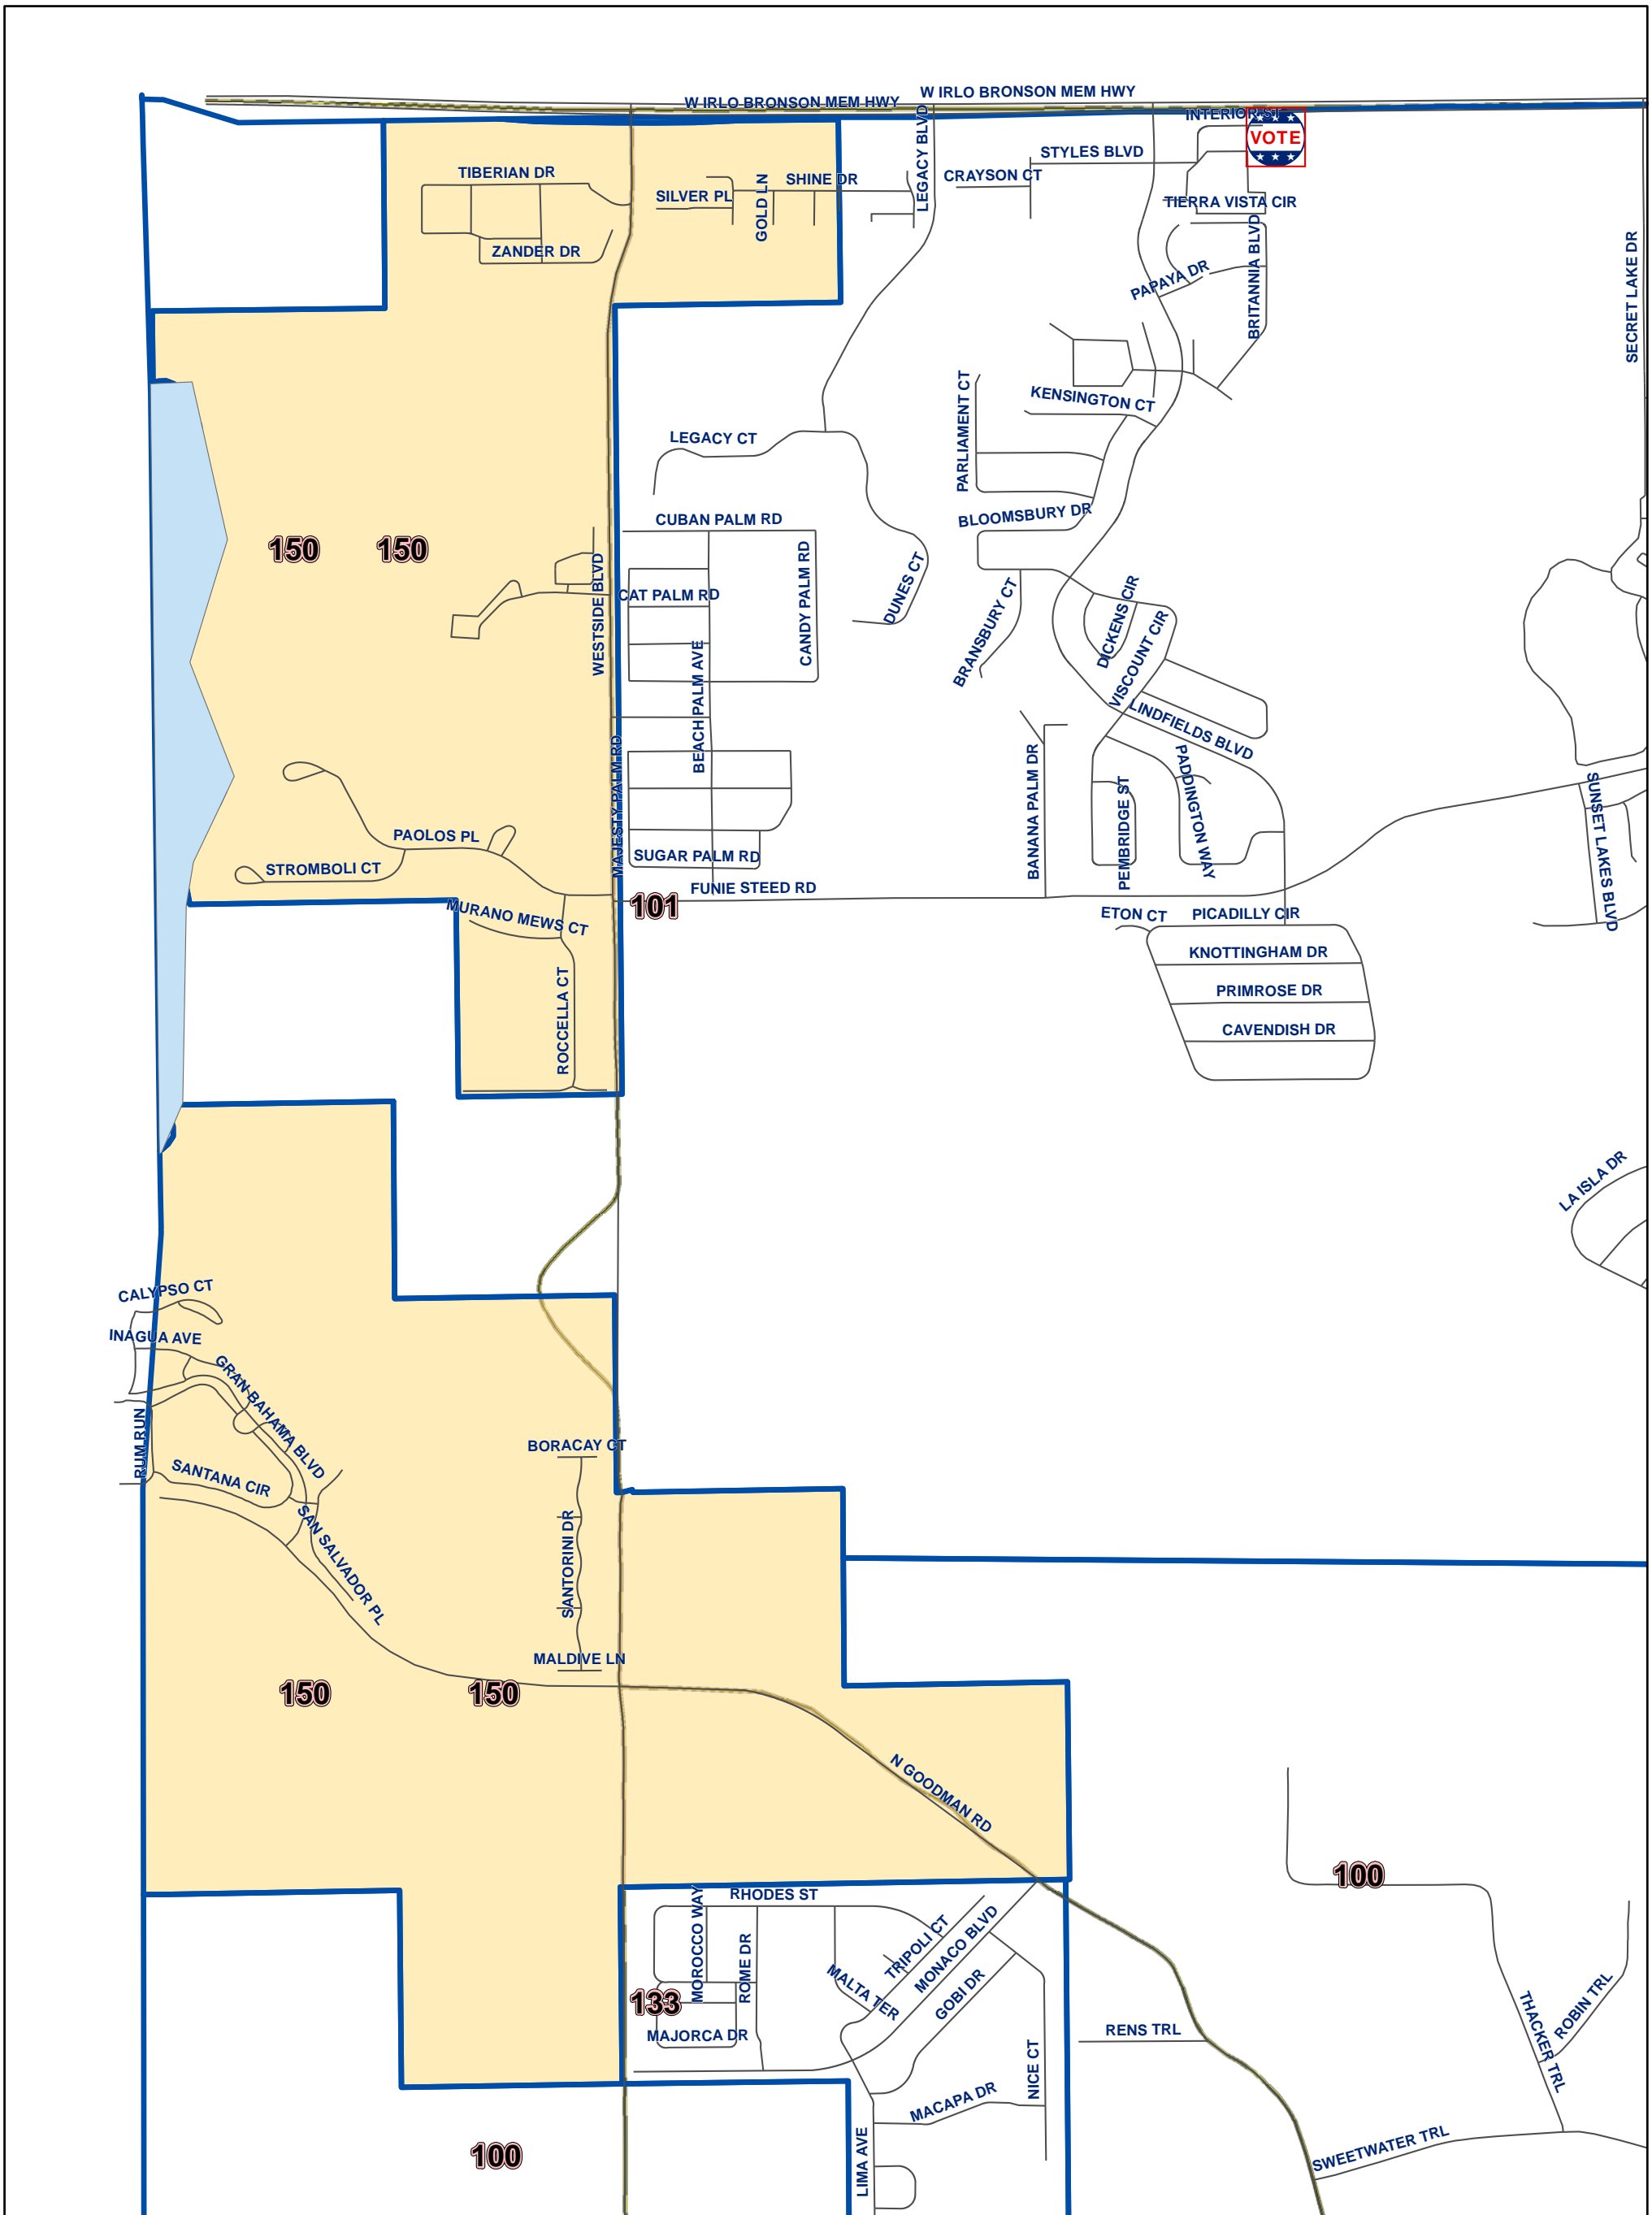 W IRLO BRONSON MEM HWY
W IRLO BRONSON MEM HWY
INTERIOR ST
VOTE
STYLES BLVD
TIBERIAN DR
SILVER PL
GOLD LN
SHINE DR
LEGACY BLVD
CRAYSON CT
TIERRA VISTA CIR
ZANDER DR
PAPAYA DR
BRITANNIA BLVD
SECRET LAKE DR
KENSINGTON CT
PARLIAMENT CT
LEGACY CT
CUBAN PALM RD
BLOOMSBURY DR
150
150
WESTSIDE BLVD
CAT PALM RD
CANDY PALM RD
DUNES CT
BRANSBURY CT
DICKENS CIR
VISCOUNT CIR
BEACH PALM AVE
LINDFIELDS BLVD
MAJESTY PALM RD
BANANA PALM DR
PEMBRIDGE ST
PADDINGTON WAY
SUNSET LAKES BLVD
PAOLOS PL
STROMBOLI CT
SUGAR PALM RD
FUNIE STEED RD
101
MURANO MEWS CT
ETON CT
PICADILLY CIR
KNOTTINGHAM DR
PRIMROSE DR
CAVENDISH DR
ROCCELLA CT
LA ISLA DR
CALYPSO CT
INAGUA AVE
GRAN BAHAMA BLVD
RUM RUN
SANTANA CIR
SAN SALVADOR PL
BORACAY CT
SANTORINI DR
MALDIVE LN
150
150
N GOODMAN RD
100
RHODES ST
MOROCCO WAY
ROME DR
TRIPOLI CT
MONACO BLVD
MALTA TER
GOBI DR
133
MAJORCA DR
NICE CT
RENS TRL
THACKER TRL
ROBIN TRL
MACAPA DR
LIMA AVE
SWEETWATER TRL
100